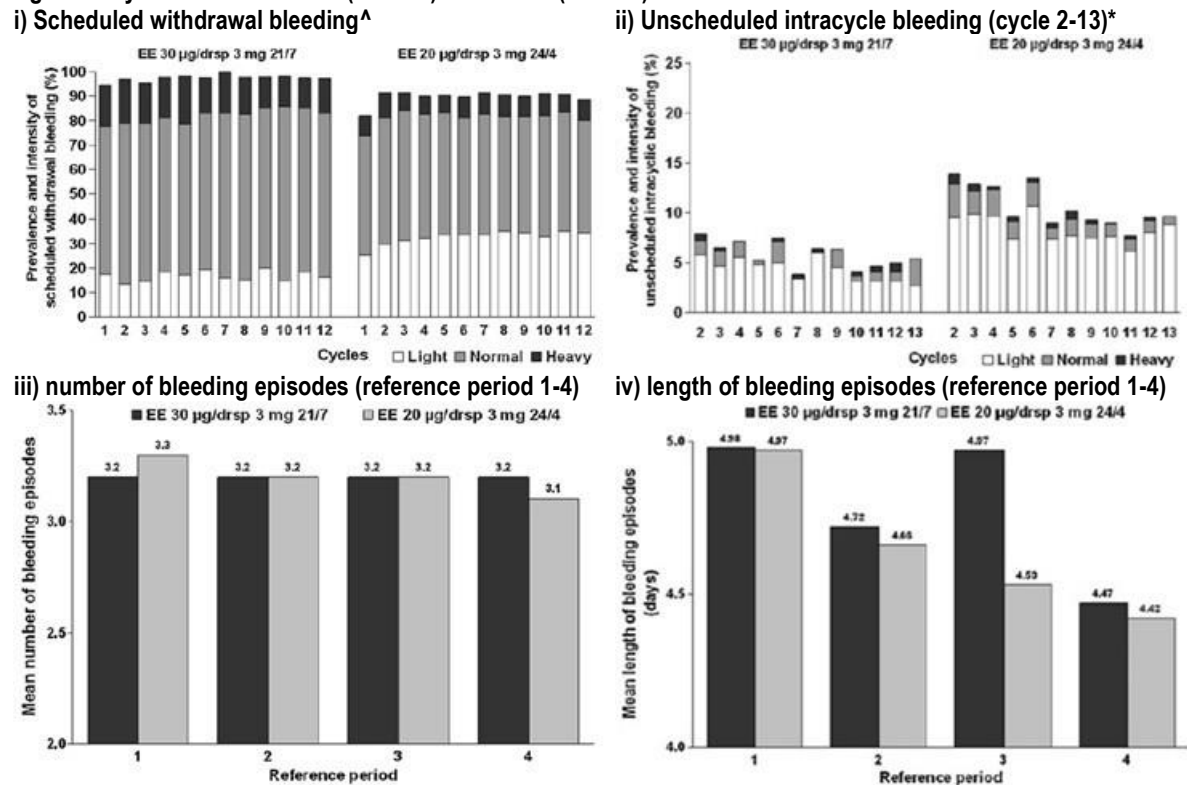 i) Scheduled withdrawal bleeding^
EE 30 µg/drsp 3 mg 21/7 EE 20 µg/drsp 3 mg 24/4
Prevalence and intensity of
scheduled withdrawal bleeding (%)
100
90
80
70
60
50
40
30
20
10
0
1 2 3 4 5 6 7 8 9 10 11 12 1 2 3 4 5 6 7 8 9 10 11 12
Cycles Light Normal Heavy
ii) Unscheduled intracycle bleeding (cycle 2-13)*
EE 30 µg/drsp 3 mg 21/7 EE 20 µg/drsp 3 mg 24/4
Prevalence and intensity of
unscheduled intracyclic bleeding (%)
25
20
15
10
5
0
2 3 4 5 6 7 8 9 10 11 12 13 2 3 4 5 6 7 8 9 10 11 12 13
Cycles Light Normal Heavy
iii) number of bleeding episodes (reference period 1-4)
EE 30 µg/drsp 3 mg 21/7 EE 20 µg/drsp 3 mg 24/4
Mean number of bleeding episodes
3.5
3.0
2.5
2.0
3.2 3.3 3.2 3.2 3.2 3.2 3.2 3.1
1 2 3 4
Reference period
iv) length of bleeding episodes (reference period 1-4)
EE 30 µg/drsp 3 mg 21/7 EE 20 µg/drsp 3 mg 24/4
Mean length of bleeding episodes
(days)
5.0
4.5
4.0
4.98 4.97 4.72 4.66 4.97 4.53 4.47 4.42
1 2 3 4
Reference period